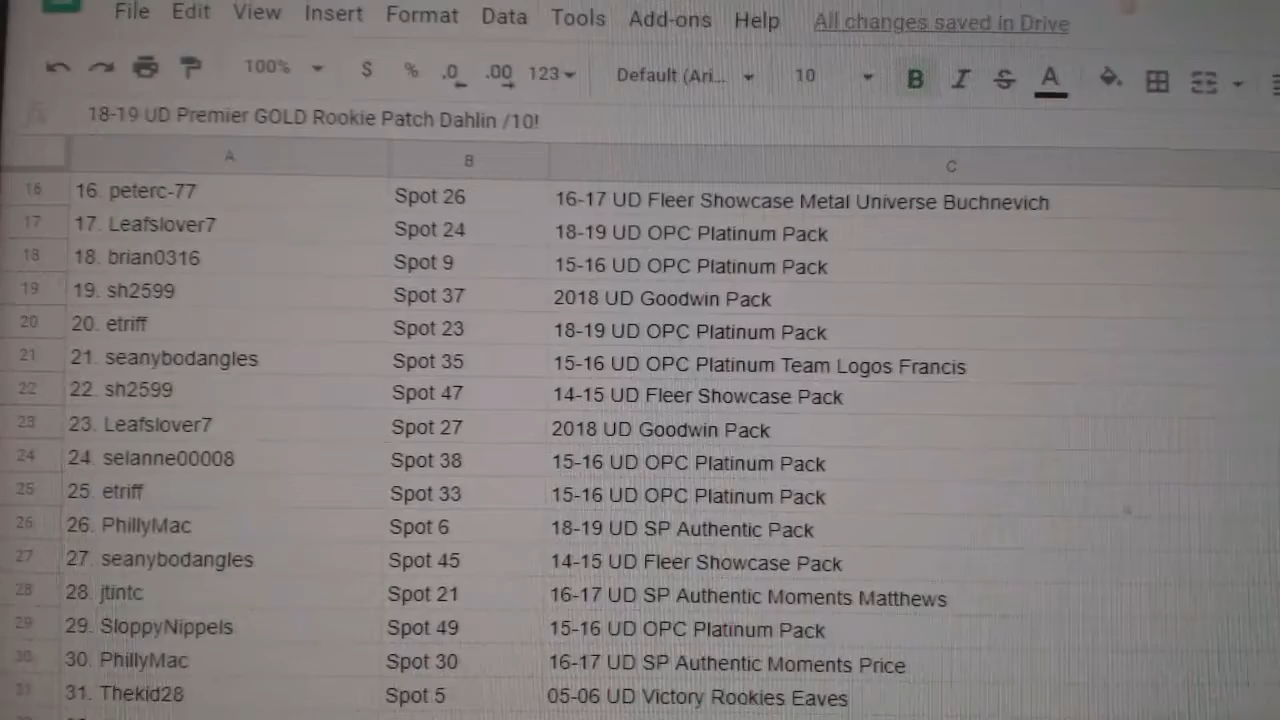 File Edit View Insert Format Data Tools Add-ons Help All changes saved in Drive
100% $ % .0 .00 123 Default (Ari... 10 B I S A
18-19 UD Premier GOLD Rookie Patch Dahlin /10!
A B C
16 16. peterc-77 Spot 26 16-17 UD Fleer Showcase Metal Universe Buchnevich
17 17. Leafslover7 Spot 24 18-19 UD OPC Platinum Pack
18 18. brian0316 Spot 9 15-16 UD OPC Platinum Pack
19 19. sh2599 Spot 37 2018 UD Goodwin Pack
20 20. etriff Spot 23 18-19 UD OPC Platinum Pack
21 21. seanybodangles Spot 35 15-16 UD OPC Platinum Team Logos Francis
22 22. sh2599 Spot 47 14-15 UD Fleer Showcase Pack
23 23. Leafslover7 Spot 27 2018 UD Goodwin Pack
24 24. selanne00008 Spot 38 15-16 UD OPC Platinum Pack
25 25. etriff Spot 33 15-16 UD OPC Platinum Pack
26 26. PhillyMac Spot 6 18-19 UD SP Authentic Pack
27 27. seanybodangles Spot 45 14-15 UD Fleer Showcase Pack
28 28. jtintc Spot 21 16-17 UD SP Authentic Moments Matthews
29 29. SloppyNippels Spot 49 15-16 UD OPC Platinum Pack
30 30. PhillyMac Spot 30 16-17 UD SP Authentic Moments Price
31 31. Thekid28 Spot 5 05-06 UD Victory Rookies Eaves